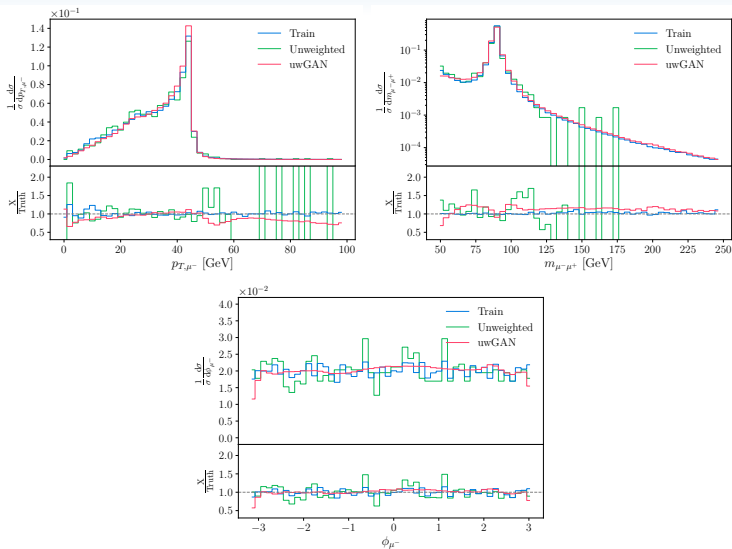 ×10⁻¹
1.4
1.2
1.0
0.8
0.6
0.4
0.2
0.0
1/σ dσ/dp_{T,μ⁻}
Train
Unweighted
uwGAN
2.0
1.5
1.0
0.5
X/Truth
0 20 40 60 80 100
p_{T,μ⁻} [GeV]
10⁻¹
10⁻²
10⁻³
10⁻⁴
1/σ dσ/dm_{μ⁻μ⁺}
Train
Unweighted
uwGAN
2.0
1.5
1.0
0.5
X/Truth
50 75 100 125 150 175 200 225 250
m_{μ⁻μ⁺} [GeV]
×10⁻²
4.0
3.5
3.0
2.5
2.0
1.5
1.0
0.5
0.0
1/σ dσ/dϕ_{μ⁻}
Train
Unweighted
uwGAN
2.0
1.5
1.0
0.5
X/Truth
−3 −2 −1 0 1 2 3
ϕ_{μ⁻}